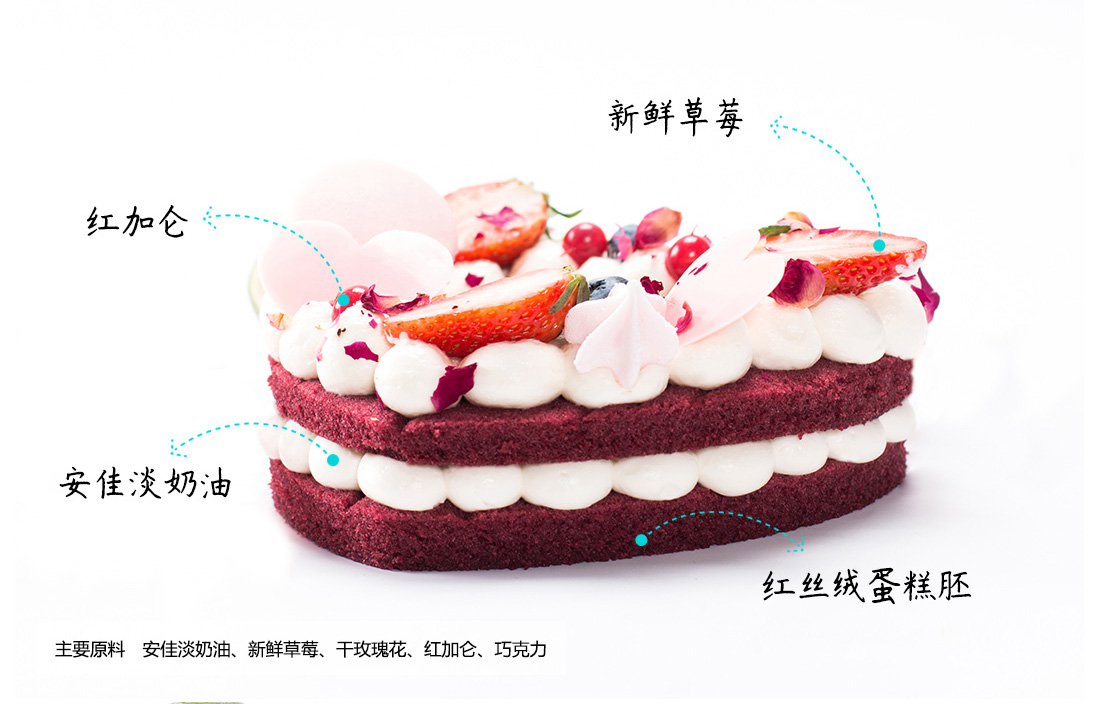 新鲜草莓
红加仑
安佳淡奶油
红丝绒蛋糕胚
主要原料 安佳淡奶油、新鲜草莓、干玫瑰花、红加仑、巧克力